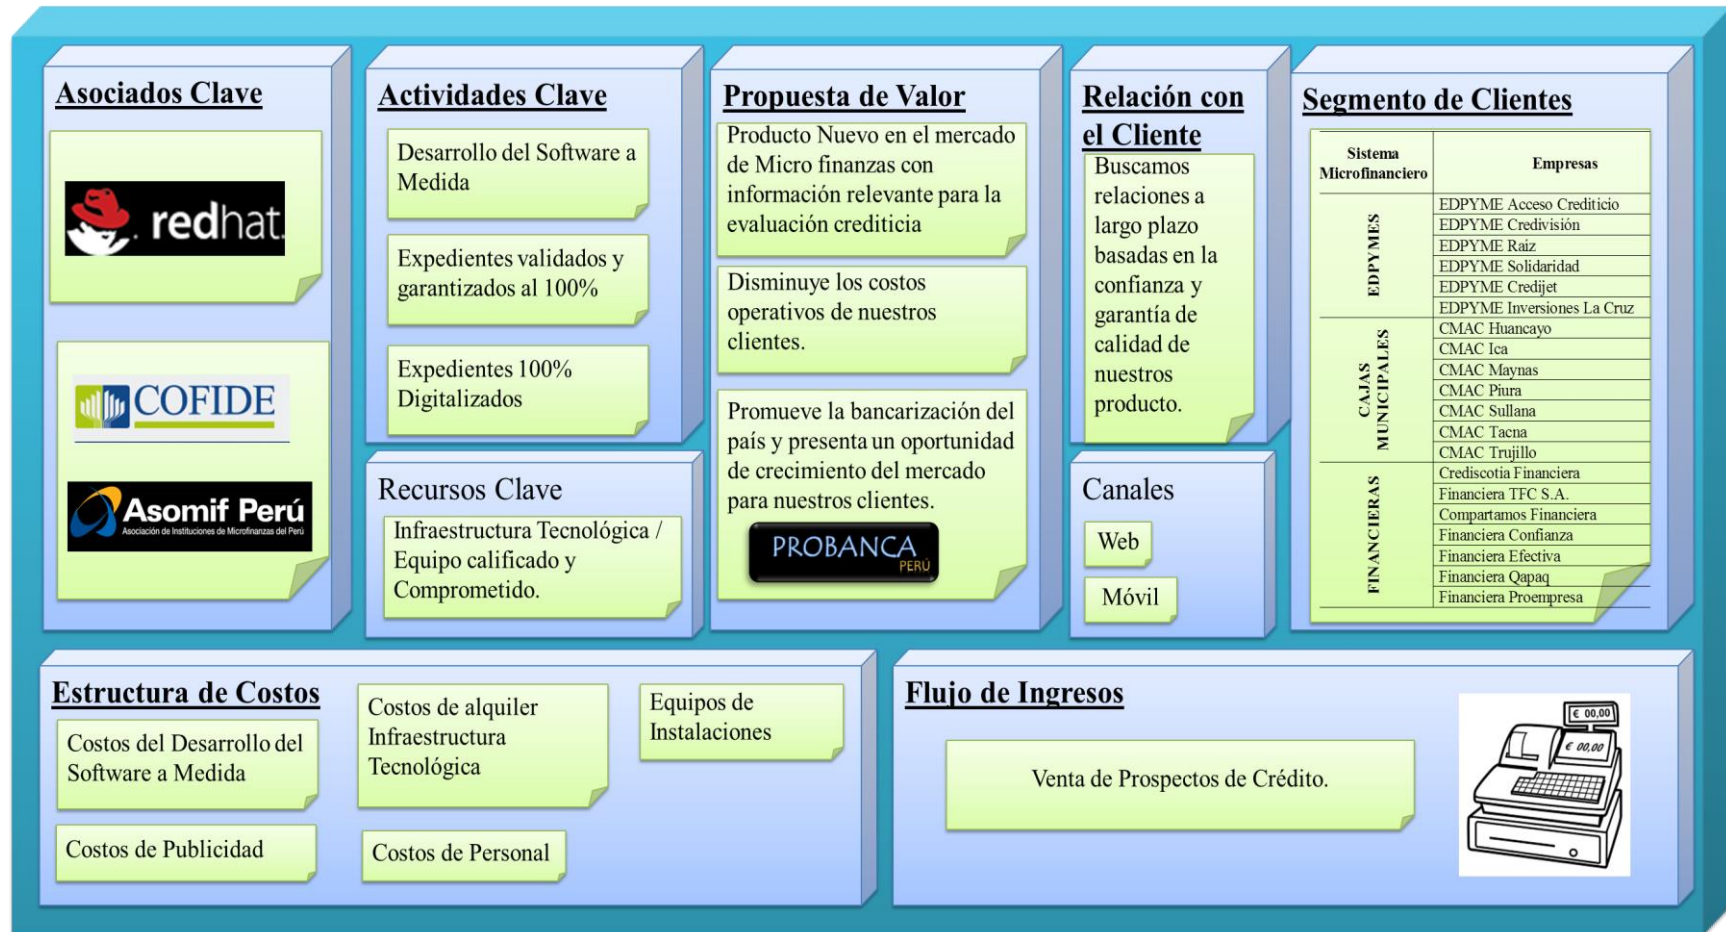 Asociados Clave
redhat.
COFIDE
Asomif Perú
Asociación de Instituciones de Microfinanzas del Perú
Actividades Clave
Desarrollo del Software a
Medida
Expedientes validados y
garantizados al 100%
Expedientes 100%
Digitalizados
Recursos Clave
Infraestructura Tecnológica /
Equipo calificado y
Comprometido.
Propuesta de Valor
Producto Nuevo en el mercado
de Micro finanzas con
información relevante para la
evaluación crediticia
Disminuye los costos
operativos de nuestros
clientes.
Promueve la bancarización del
país y presenta un oportunidad
de crecimiento del mercado
para nuestros clientes.
PROBANCA
PERÚ
Relación con
el Cliente
Buscamos
relaciones a
largo plazo
basadas en la
confianza y
garantía de
calidad de
nuestros
producto.
Canales
Web
Móvil
Segmento de Clientes
Sistema
Microfinanciero
Empresas
EDPYMES
EDPYME Acceso Crediticio
EDPYME Credivisión
EDPYME Raiz
EDPYME Solidaridad
EDPYME Credijet
EDPYME Inversiones La Cruz
CAJAS
MUNICIPALES
CMAC Huancayo
CMAC Ica
CMAC Maynas
CMAC Piura
CMAC Sullana
CMAC Tacna
CMAC Trujillo
FINANCIERAS
Crediscotia Financiera
Financiera TFC S.A.
Compartamos Financiera
Financiera Confianza
Financiera Efectiva
Financiera Qapaq
Financiera Proempresa
Estructura de Costos
Costos del Desarrollo del
Software a Medida
Costos de Publicidad
Costos de alquiler
Infraestructura
Tecnológica
Costos de Personal
Equipos de
Instalaciones
Flujo de Ingresos
Venta de Prospectos de Crédito.
€ 00,00
€ 00,00